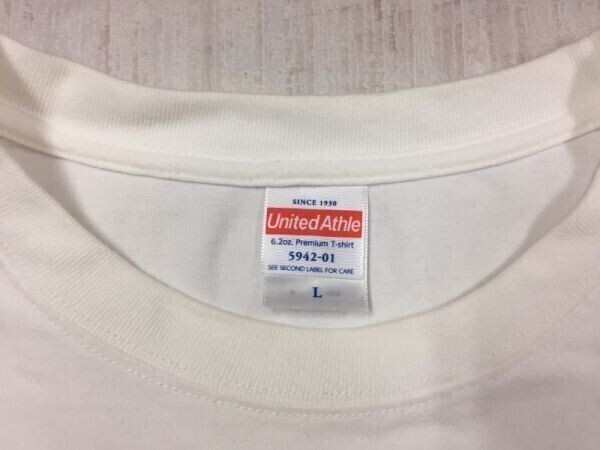 SINCE 1930
United Athle
6.2oz. Premium T-shirt
5942-01
SEE SECOND LABEL FOR CARE
L